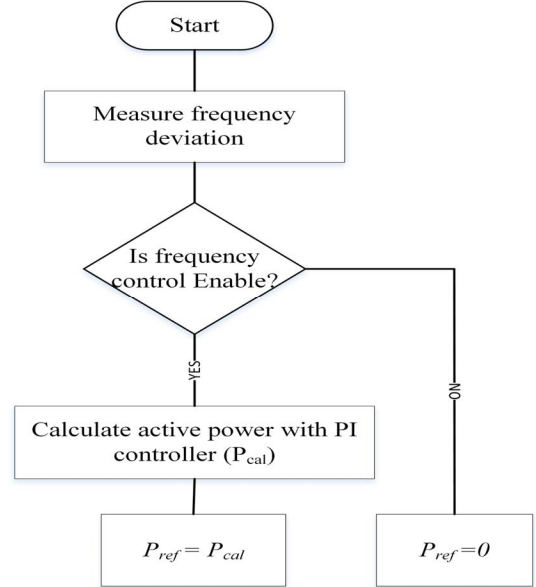 Start
Measure frequency
deviation
Is frequency
control Enable?
YES
NO
Calculate active power with PI
controller (Pcal)
Pref = Pcal
Pref=0